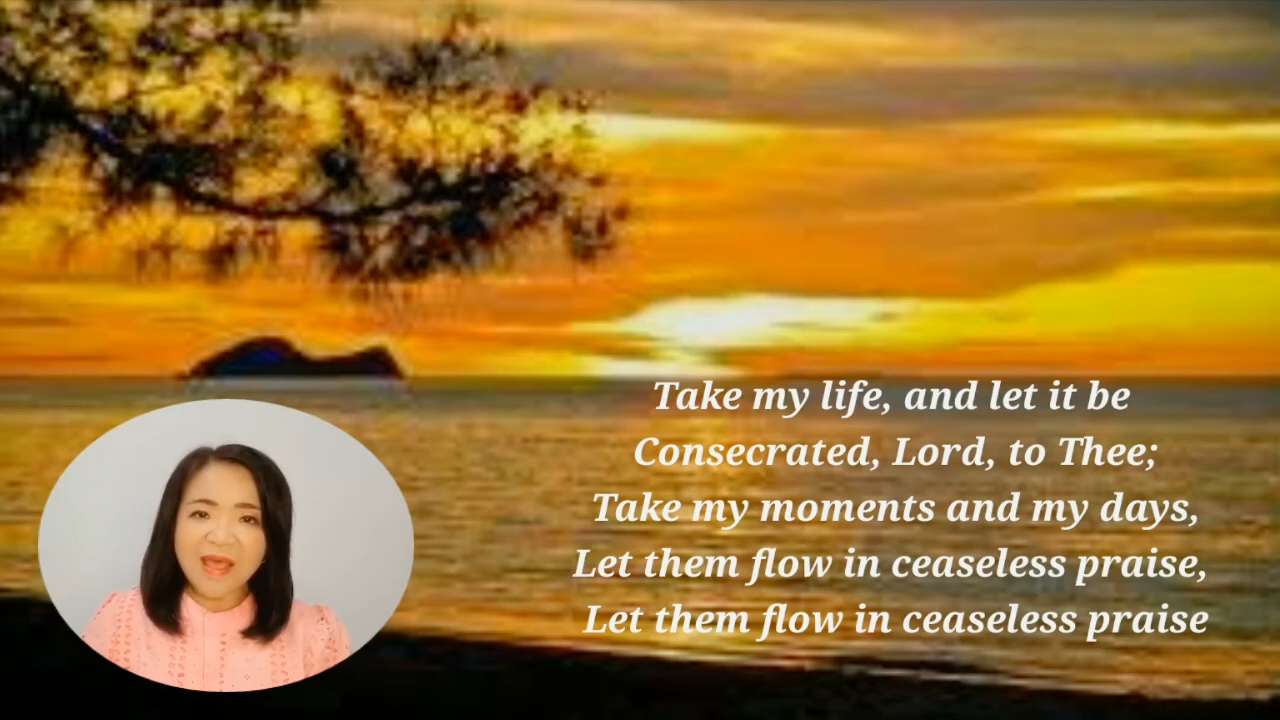 Take my life, and let it be
Consecrated, Lord, to Thee;
Take my moments and my days,
Let them flow in ceaseless praise,
Let them flow in ceaseless praise